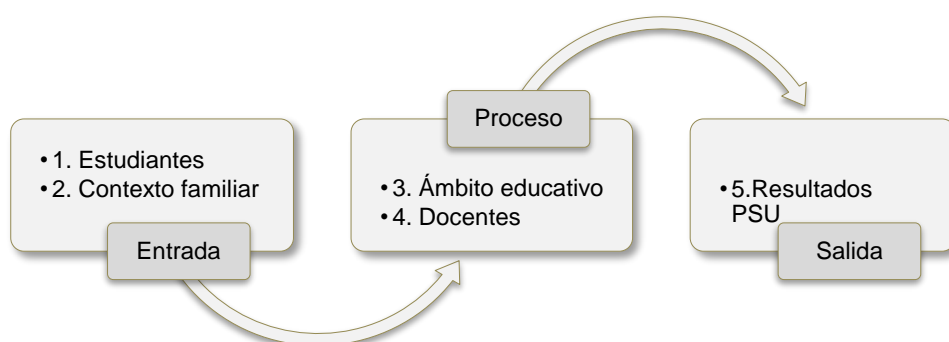 • 1. Estudiantes
• 2. Contexto familiar
Entrada
Proceso
• 3. Ámbito educativo
• 4. Docentes
• 5.Resultados
PSU
Salida